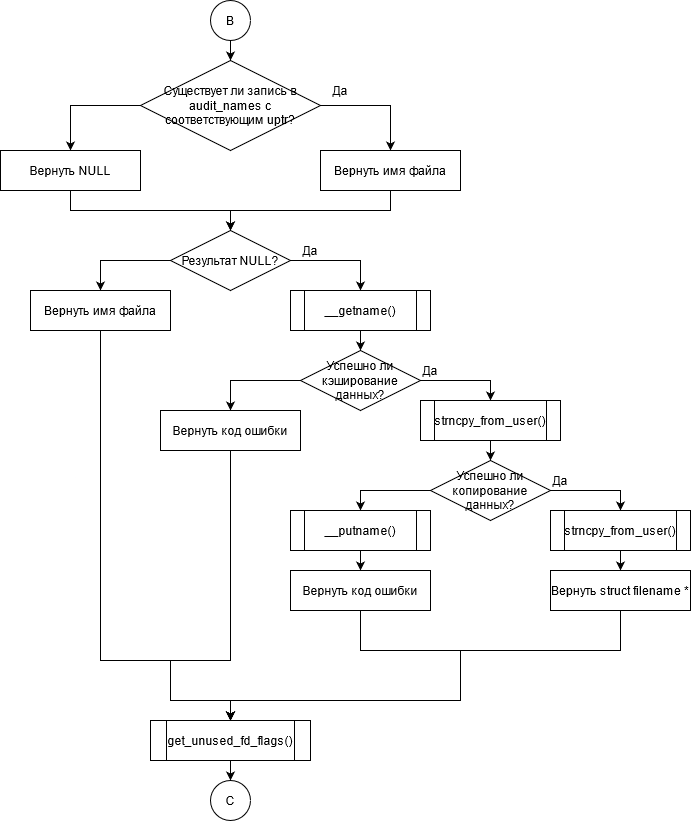 B
Существует ли запись в
audit_names с
соответствующим uptr?
Да
Вернуть NULL
Вернуть имя файла
Результат NULL?
Да
Вернуть имя файла
__getname()
Успешно ли
кэширование
данных?
Да
Вернуть код ошибки
strncpy_from_user()
Успешно ли
копирование
данных?
Да
__putname()
strncpy_from_user()
Вернуть код ошибки
Вернуть struct filename *
get_unused_fd_flags()
C